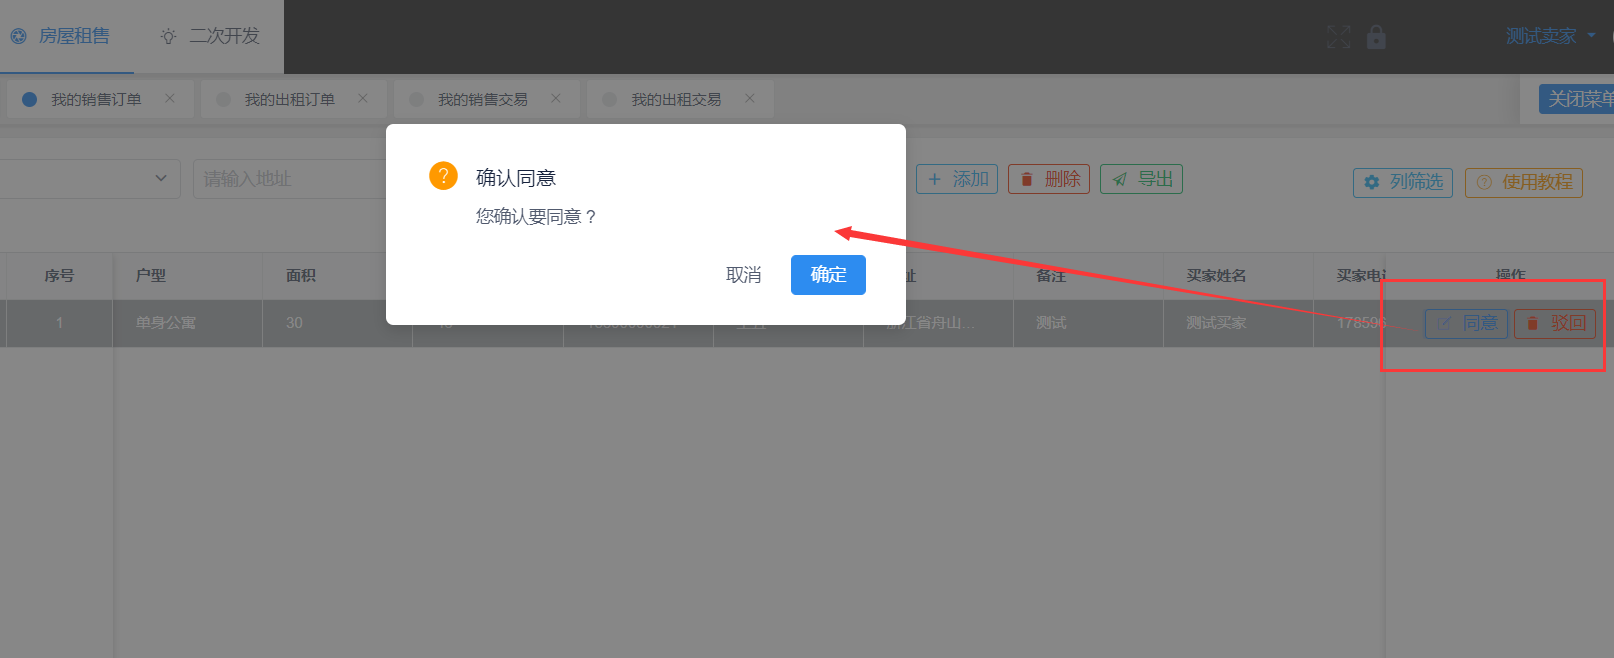 房屋租售 二次开发 测试卖家
我的销售订单 我的出租订单 我的销售交易 我的出租交易 关闭菜单
请输入地址 添加 删除 导出 列筛选 使用教程
? 确认同意
您确认要同意？
取消 确定
序号 户型 面积 址 备注 买家姓名 买家电 操作
1 单身公寓 30 浙江省舟山... 测试 测试买家 178596 同意 驳回